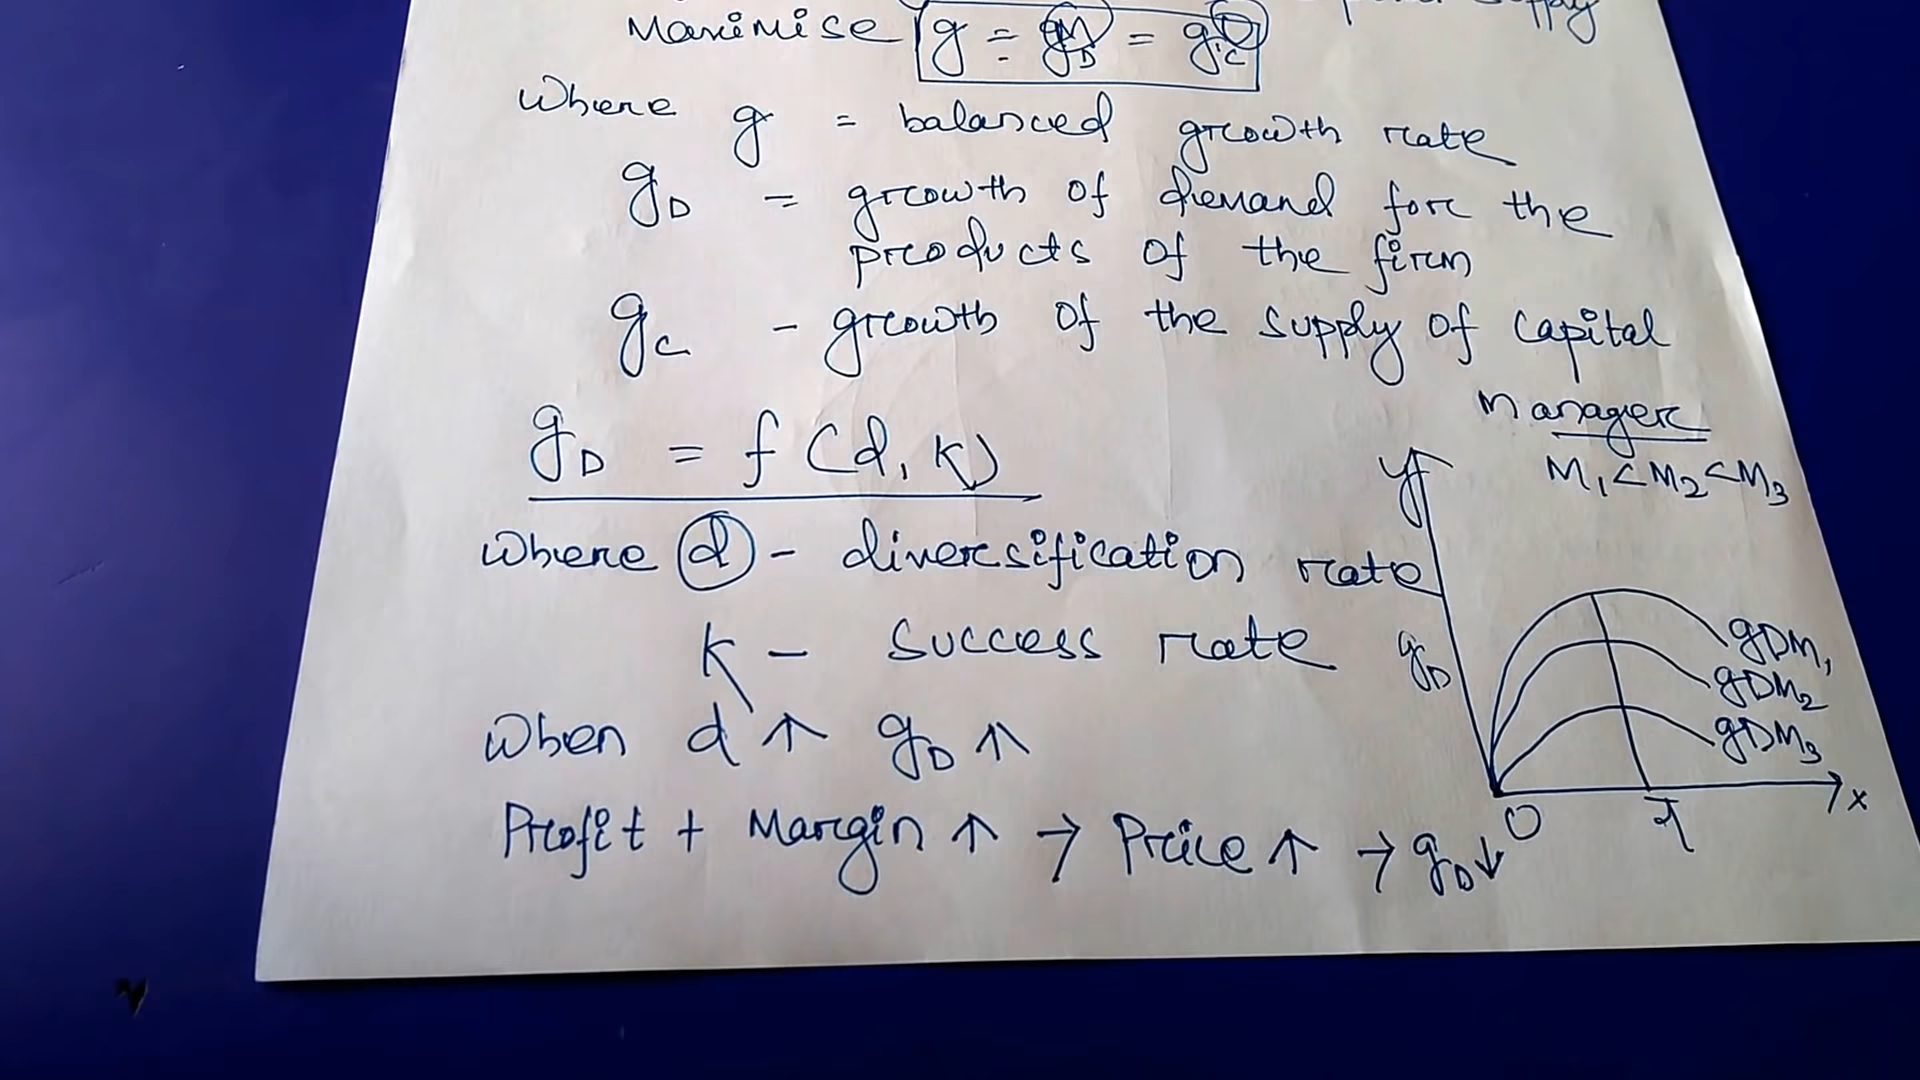 Supply
Maximise g = gD = gC
where g = balanced growth rate
gD = growth of demand for the
products of the firm
gC - growth of the supply of capital
Manager
M1<M2<M3
gD = f (d, K)
where d - diversification rate
K - success rate
When d ↑ gD ↑
Profit + Margin ↑ → Price ↑ → gD↓
y
gD
gDM1
gDM2
gDM3
O
x